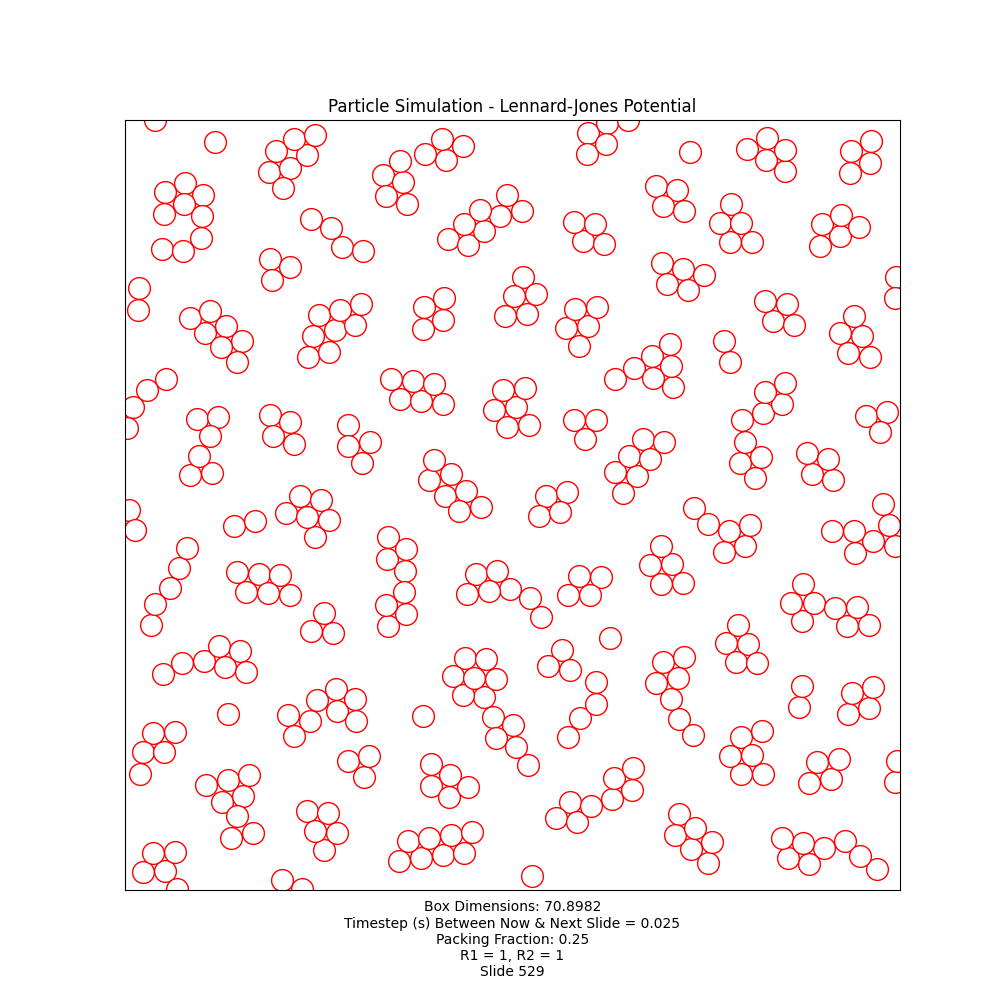 Particle Simulation - Lennard-Jones Potential
Box Dimensions: 70.8982
Timestep (s) Between Now & Next Slide = 0.025
Packing Fraction: 0.25
R1 = 1, R2 = 1
Slide 529